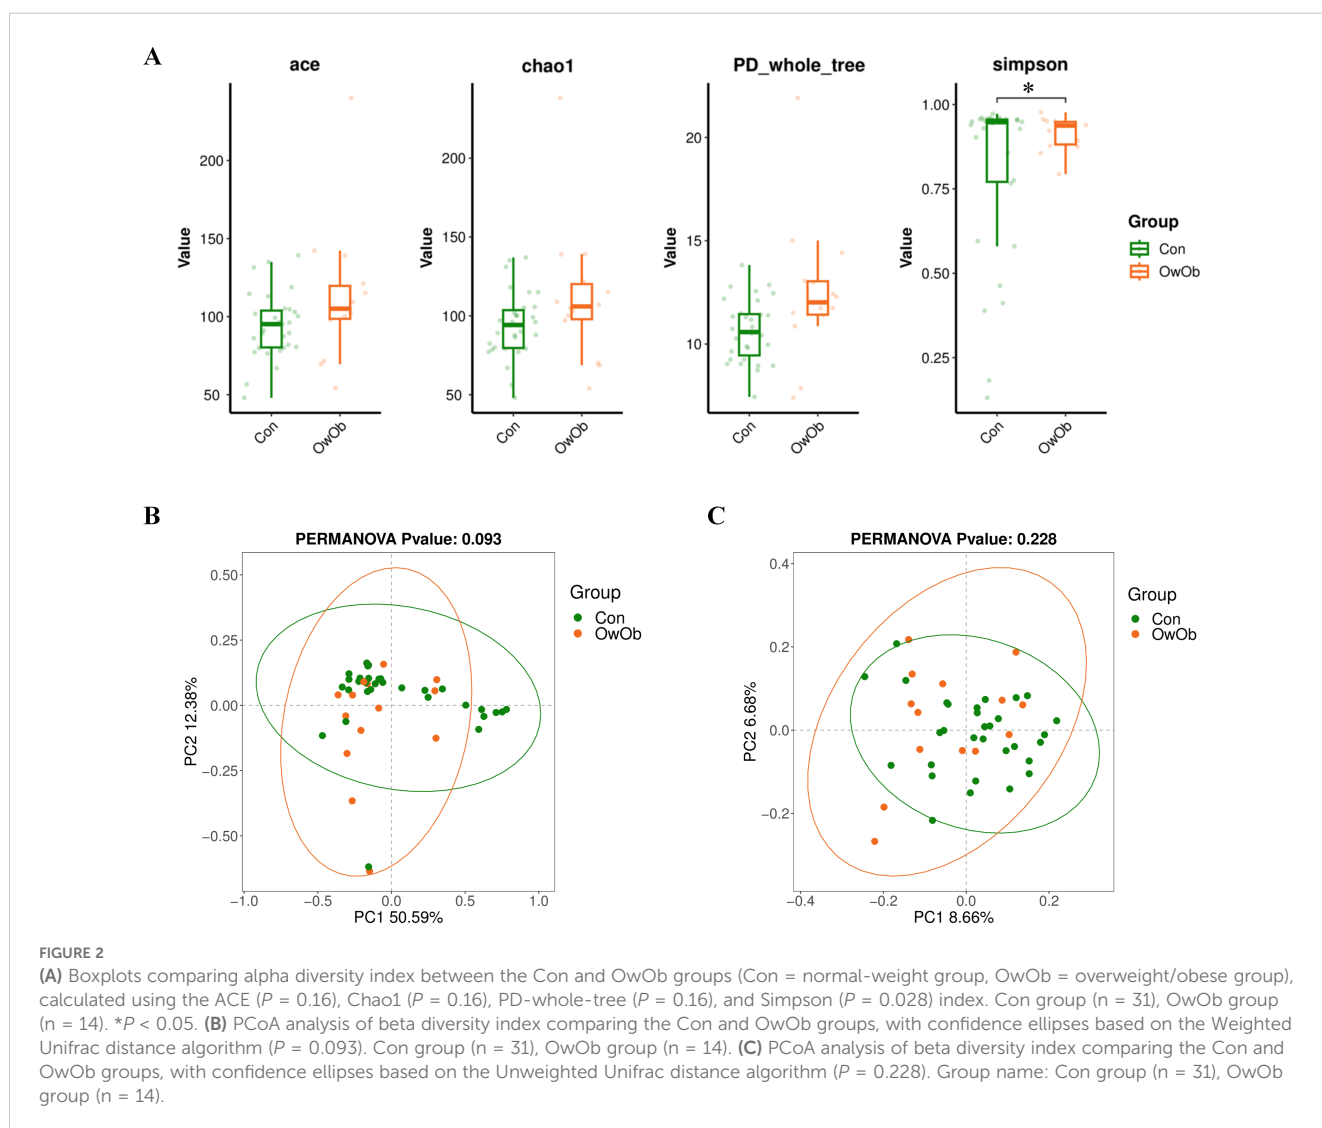 A
ace
chao1
PD_whole_tree
simpson
*
Value
200
150
100
50
Con
OwOb
Value
200
150
100
50
Con
OwOb
Value
20
15
10
Con
OwOb
Value
1.00
0.75
0.50
0.25
Con
OwOb
Group
Con
OwOb
B
PERMANOVA Pvalue: 0.093
PC2 12.38%
0.50
0.25
0.00
−0.25
−0.50
−1.0 −0.5 0.0 0.5 1.0
PC1 50.59%
Group
Con
OwOb
C
PERMANOVA Pvalue: 0.228
PC2 6.68%
0.4
0.2
0.0
−0.2
−0.4 −0.2 0.0 0.2
PC1 8.66%
Group
Con
OwOb
FIGURE 2
(A) Boxplots comparing alpha diversity index between the Con and OwOb groups (Con = normal-weight group, OwOb = overweight/obese group),
calculated using the ACE (P = 0.16), Chao1 (P = 0.16), PD-whole-tree (P = 0.16), and Simpson (P = 0.028) index. Con group (n = 31), OwOb group
(n = 14). *P < 0.05. (B) PCoA analysis of beta diversity index comparing the Con and OwOb groups, with confidence ellipses based on the Weighted
Unifrac distance algorithm (P = 0.093). Con group (n = 31), OwOb group (n = 14). (C) PCoA analysis of beta diversity index comparing the Con and
OwOb groups, with confidence ellipses based on the Unweighted Unifrac distance algorithm (P = 0.228). Group name: Con group (n = 31), OwOb
group (n = 14).